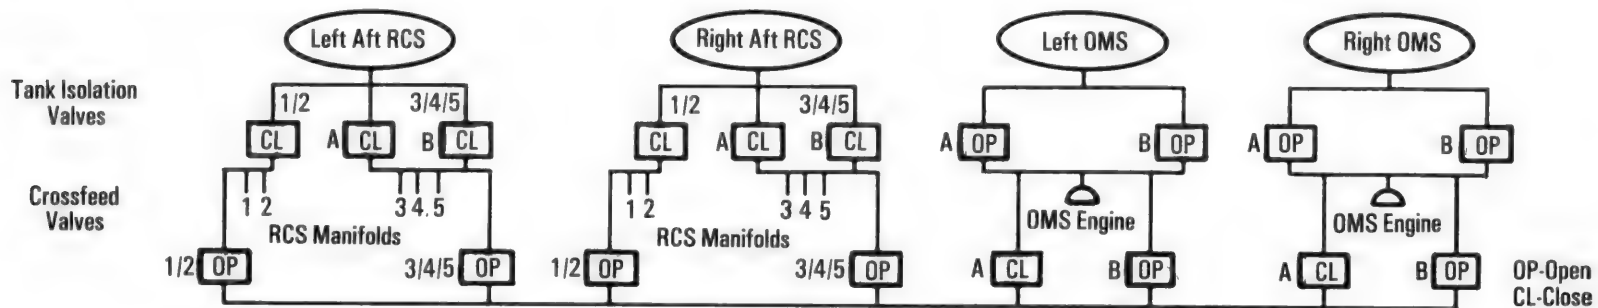 Left Aft RCS
Right Aft RCS
Left OMS
Right OMS
Tank Isolation
Valves
1/2
3/4/5
CL
A CL
B CL
1/2
3/4/5
CL
A CL
B CL
A OP
B OP
A OP
B OP
Crossfeed
Valves
1 2
3 4.5
RCS Manifolds
1 2
3 4 5
RCS Manifolds
OMS Engine
OMS Engine
1/2 OP
3/4/5 OP
1/2 OP
3/4/5 OP
A CL
B OP
A CL
B OP
OP-Open
CL-Close